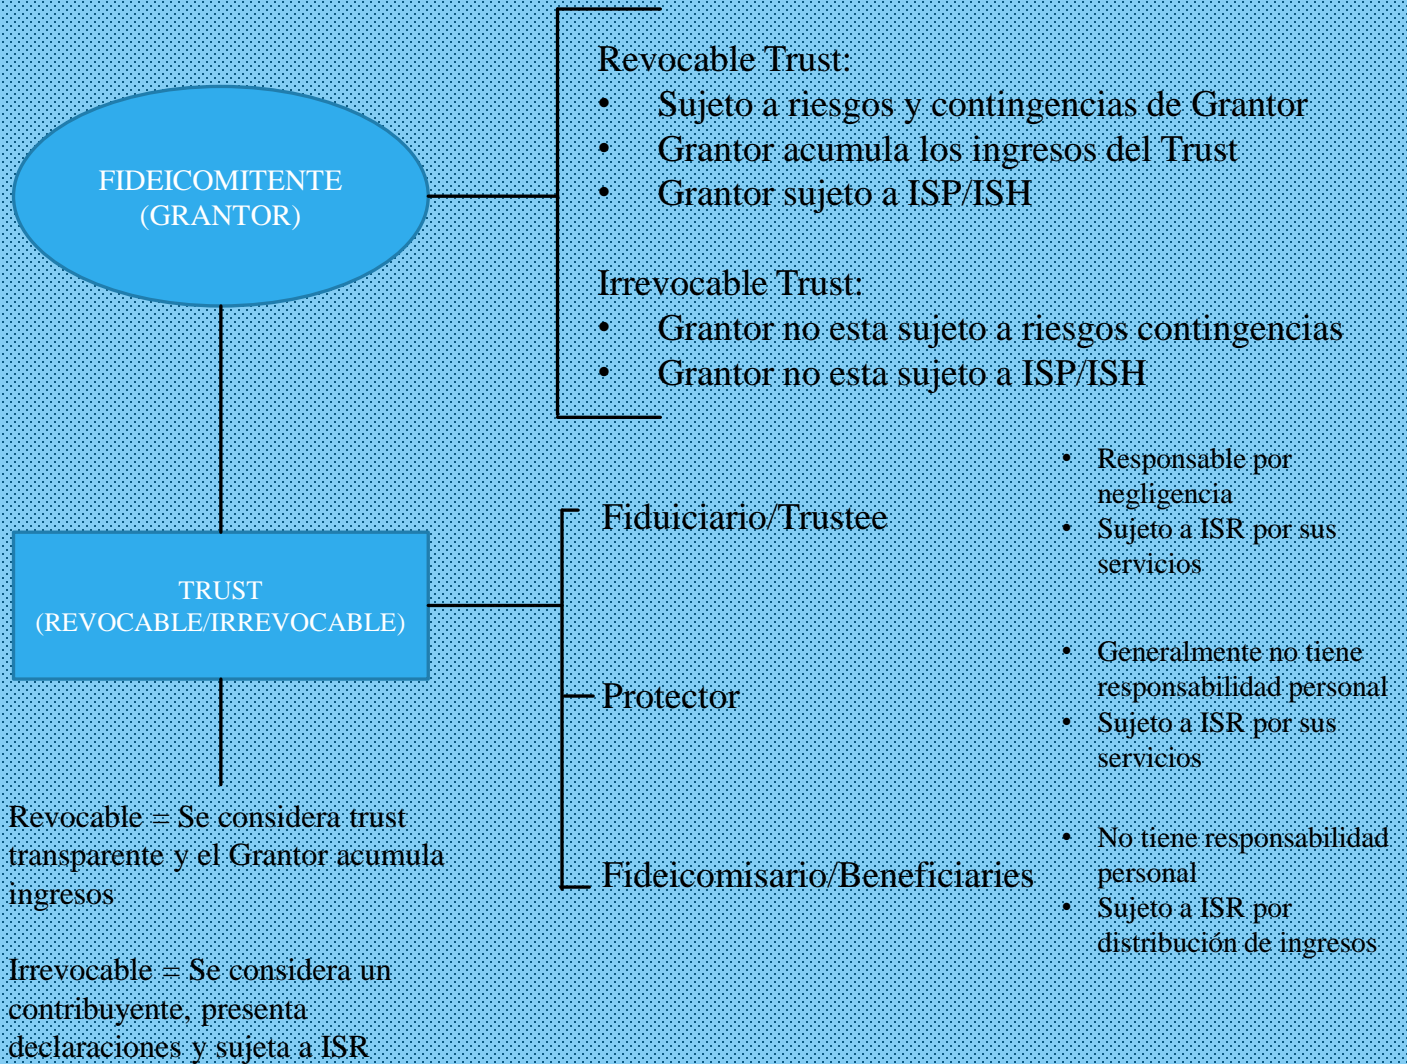 FIDEICOMITENTE
(GRANTOR)
Revocable Trust:
• Sujeto a riesgos y contingencias de Grantor
• Grantor acumula los ingresos del Trust
• Grantor sujeto a ISP/ISH
Irrevocable Trust:
• Grantor no esta sujeto a riesgos contingencias
• Grantor no esta sujeto a ISP/ISH
TRUST
(REVOCABLE/IRREVOCABLE)
Fiduiciario/Trustee
• Responsable por
negligencia
• Sujeto a ISR por sus
servicios
Protector
• Generalmente no tiene
responsabilidad personal
• Sujeto a ISR por sus
servicios
Fideicomisario/Beneficiaries
• No tiene responsabilidad
personal
• Sujeto a ISR por
distribución de ingresos
Revocable = Se considera trust
transparente y el Grantor acumula
ingresos
Irrevocable = Se considera un
contribuyente, presenta
declaraciones y sujeta a ISR